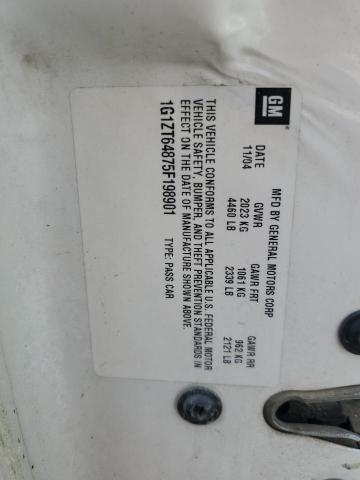 GM
MFD BY GENERAL MOTORS CORP
DATE GVWR GAWR FRT GAWR RR
11/04 2023 KG 1061 KG 962 KG
4460 LB 2339 LB 2121 LB
THIS VEHICLE CONFORMS TO ALL APPLICABLE U.S. FEDERAL MOTOR
VEHICLE SAFETY, BUMPER, AND THEFT PREVENTION STANDARDS IN
EFFECT ON THE DATE OF MANUFACTURE SHOWN ABOVE.
1G1ZT64875F198901 TYPE: PASS CAR